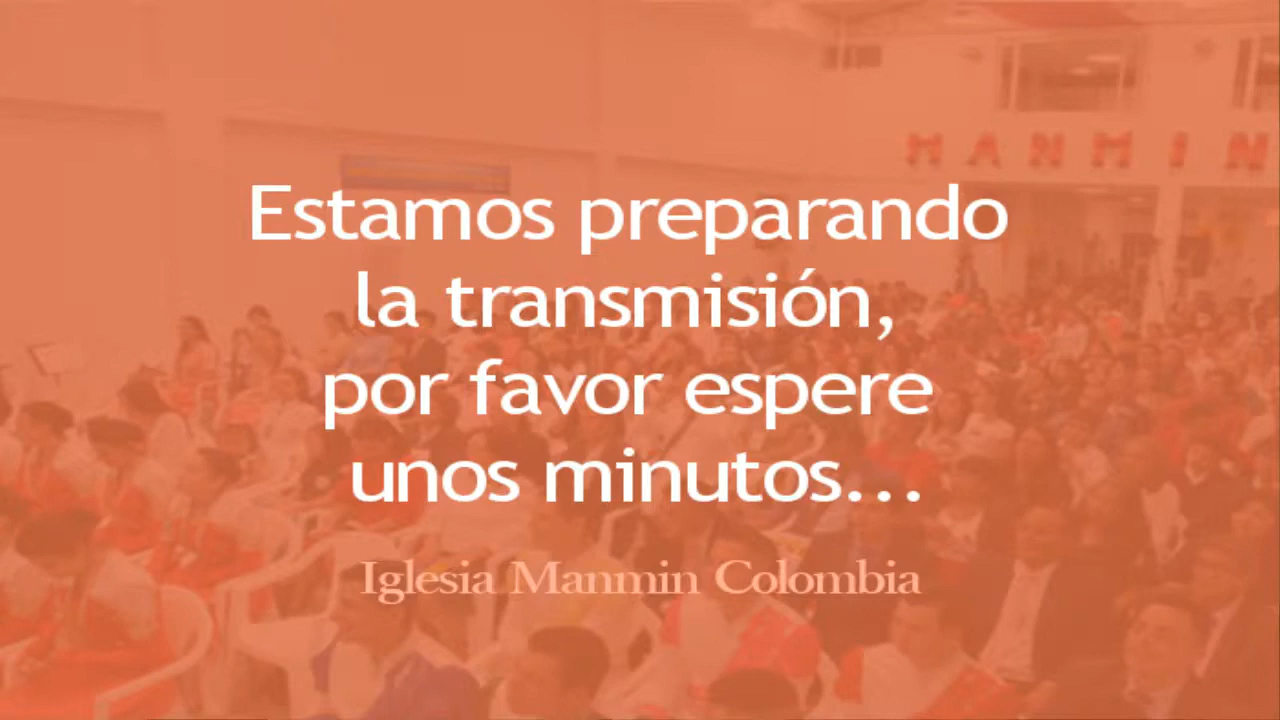 MANMIN
Estamos preparando
la transmisión,
por favor espere
unos minutos...
Iglesia Manmin Colombia